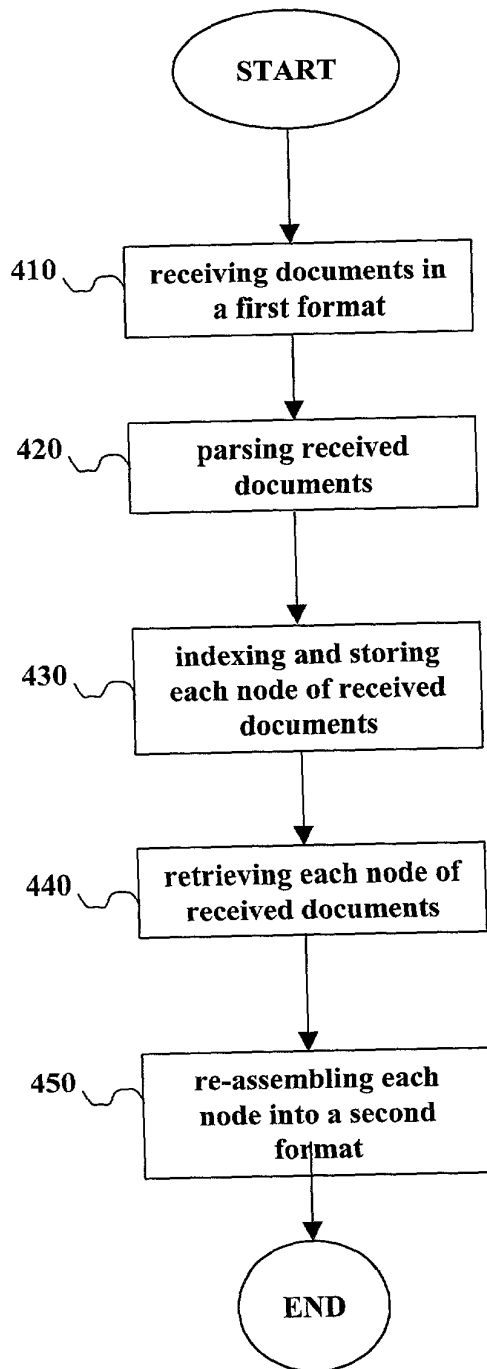 START
410
receiving documents in
a first format
420
parsing received
documents
430
indexing and storing
each node of received
documents
440
retrieving each node of
received documents
450
re-assembling each
node into a second
format
END